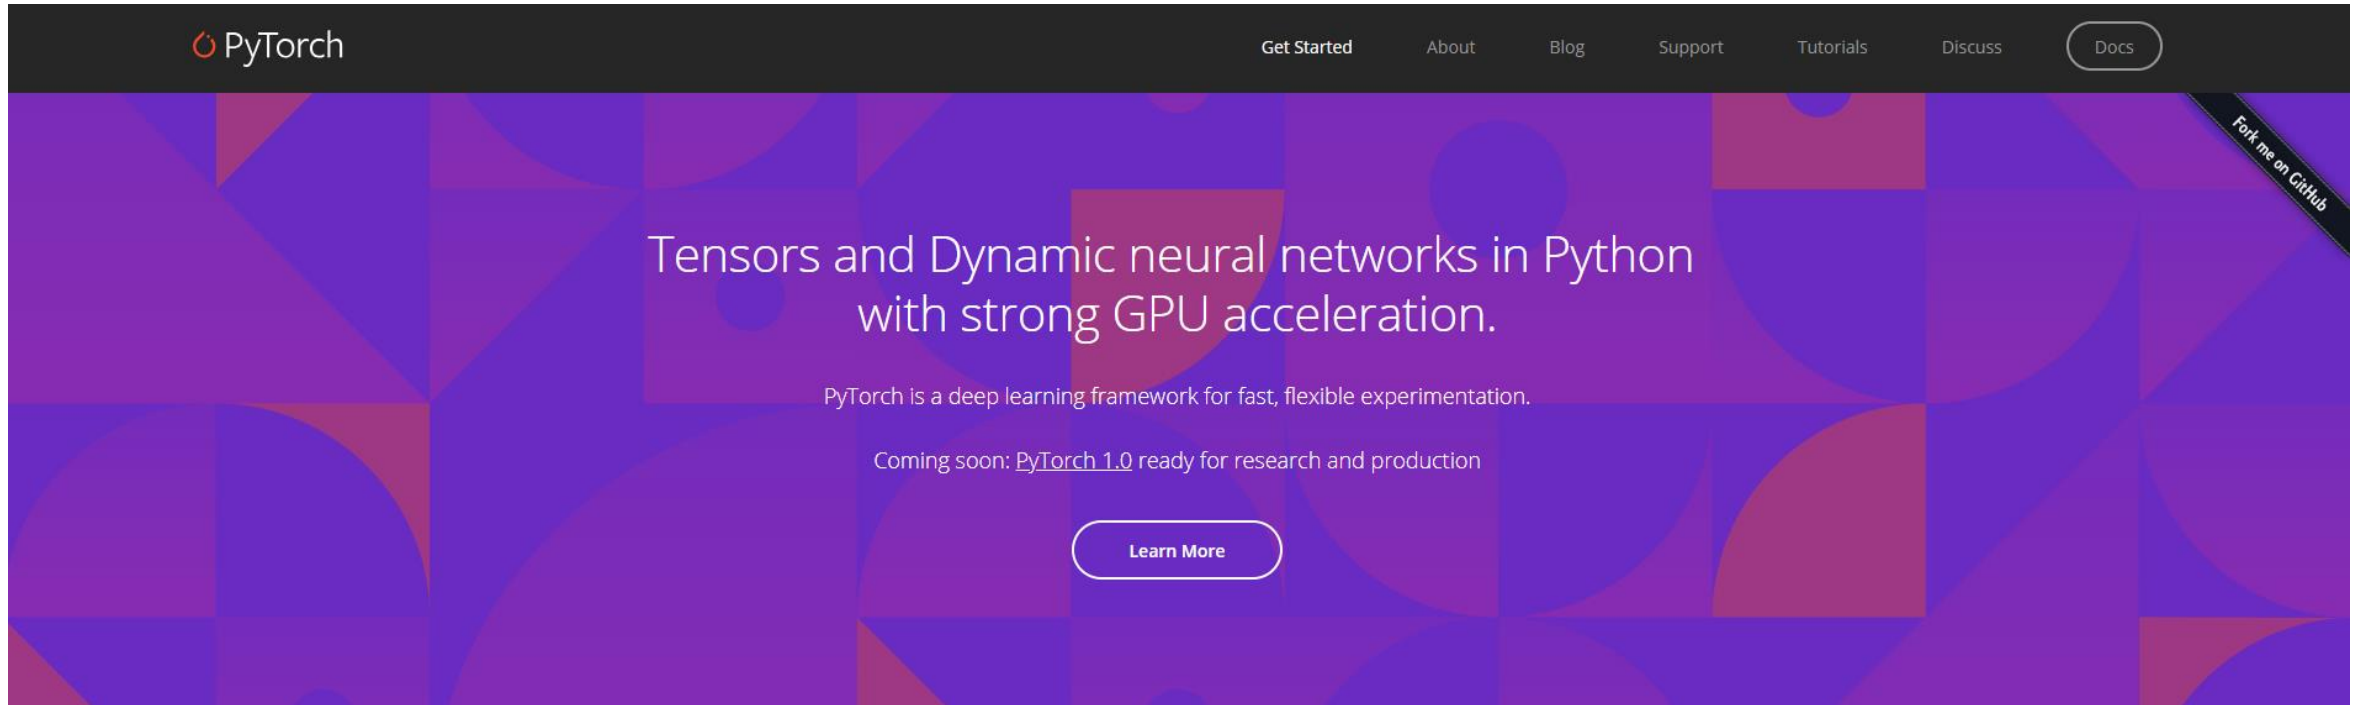 PyTorch
Get Started About Blog Support Tutorials Discuss Docs
Fork me on GitHub
Tensors and Dynamic neural networks in Python
with strong GPU acceleration.
PyTorch is a deep learning framework for fast, flexible experimentation.
Coming soon: PyTorch 1.0 ready for research and production
Learn More